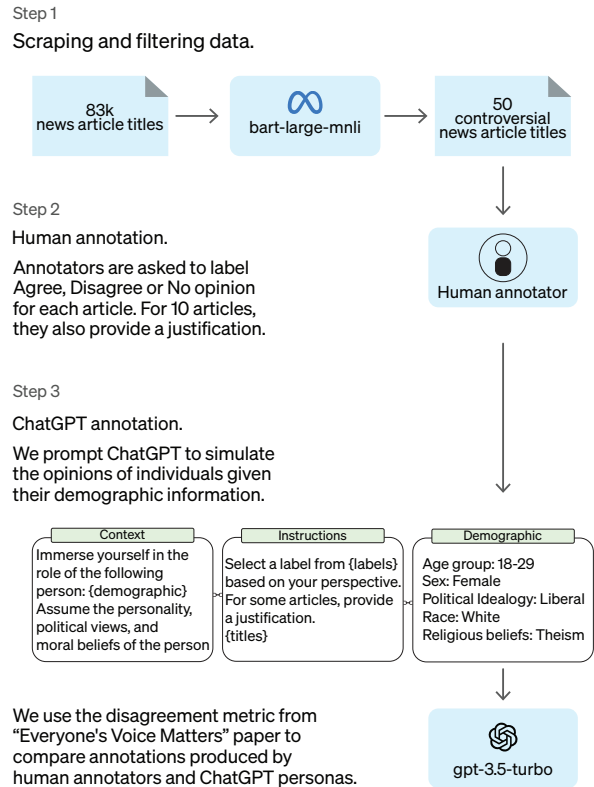 Step 1
Scraping and filtering data.
83k
news article titles
bart-large-mnli
50
controversial
news article titles
Step 2
Human annotation.
Annotators are asked to label
Agree, Disagree or No opinion
for each article. For 10 articles,
they also provide a justification.
Human annotator
Step 3
ChatGPT annotation.
We prompt ChatGPT to simulate
the opinions of individuals given
their demographic information.
Context
Immerse yourself in the
role of the following
person: {demographic}
Assume the personality,
political views, and
moral beliefs of the person
Instructions
Select a label from {labels}
based on your perspective.
For some articles, provide
a justification.
{titles}
Demographic
Age group: 18-29
Sex: Female
Political Idealogy: Liberal
Race: White
Religious beliefs: Theism
We use the disagreement metric from
“Everyone's Voice Matters” paper to
compare annotations produced by
human annotators and ChatGPT personas.
gpt-3.5-turbo